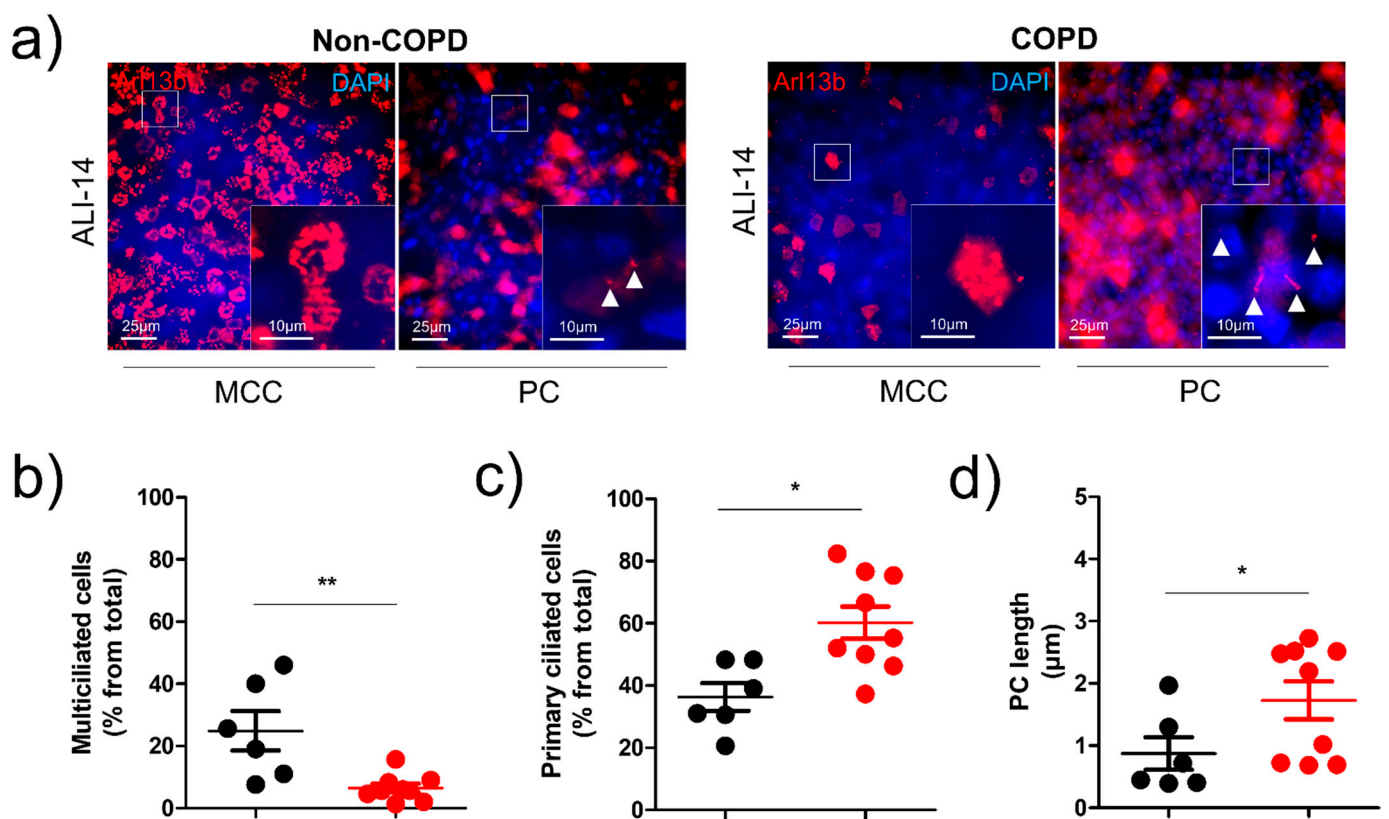 a)
Non-COPD
COPD
Arl13b
DAPI
Arl13b
DAPI
ALI-14
25µm
10µm
25µm
10µm
ALI-14
25µm
10µm
25µm
10µm
MCC
PC
MCC
PC
b)
Multiciliated cells
(% from total)
100
80
60
40
20
0
**
c)
Primary ciliated cells
(% from total)
100
80
60
40
20
0
*
d)
PC length
(µm)
5
4
3
2
1
0
*